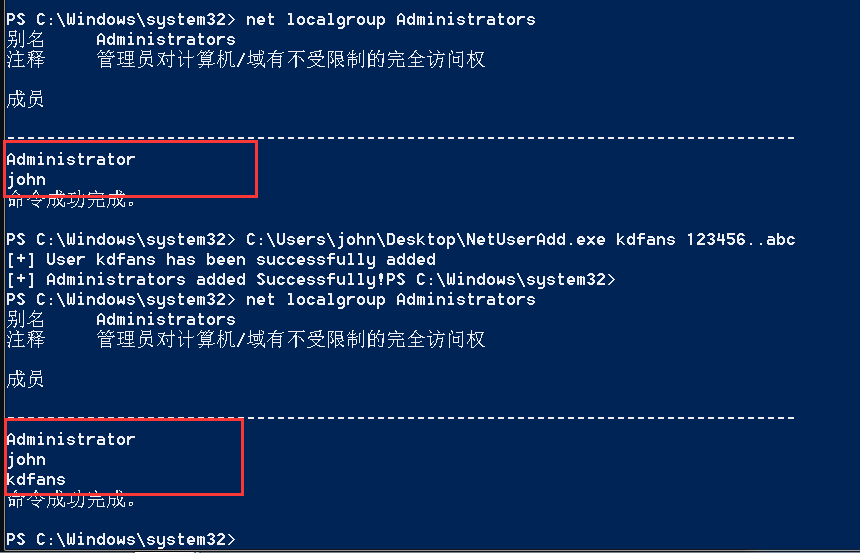 PS C:\Windows\system32> net localgroup Administrators
别名     Administrators
注释     管理员对计算机/域有不受限制的完全访问权
成员
-------------------------------------------------------------------------------
Administrator
john
命令成功完成。
PS C:\Windows\system32> C:\Users\john\Desktop\NetUserAdd.exe kdfans 123456..abc
[+] User kdfans has been successfully added
[+] Administrators added Successfully!PS C:\Windows\system32>
PS C:\Windows\system32> net localgroup Administrators
别名     Administrators
注释     管理员对计算机/域有不受限制的完全访问权
成员
-------------------------------------------------------------------------------
Administrator
john
kdfans
命令成功完成。
PS C:\Windows\system32>